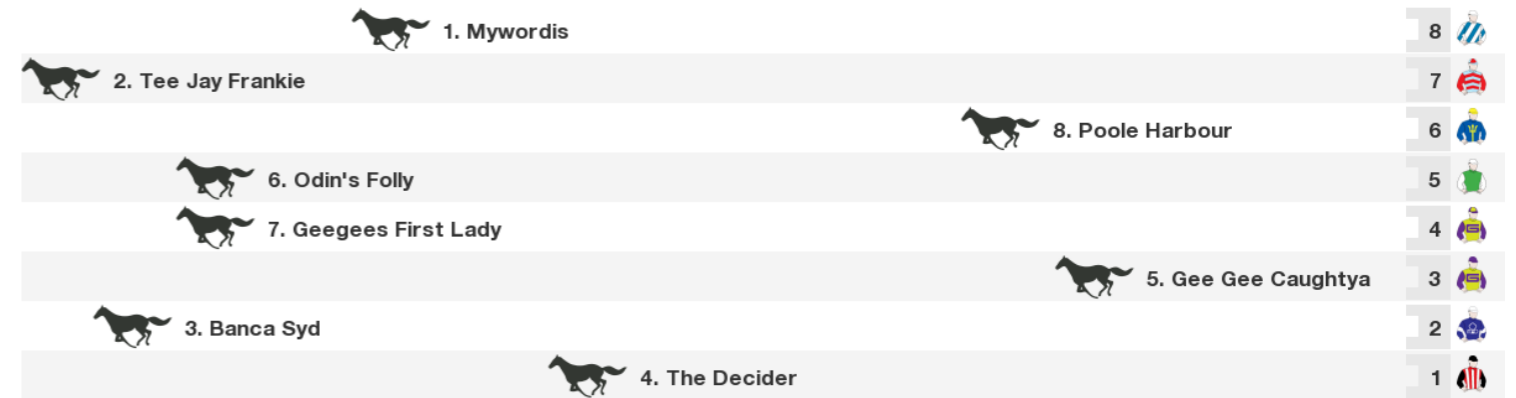 1. Mywordis 8
2. Tee Jay Frankie 7
8. Poole Harbour 6
6. Odin's Folly 5
7. Geegees First Lady 4
5. Gee Gee Caughtya 3
3. Banca Syd 2
4. The Decider 1